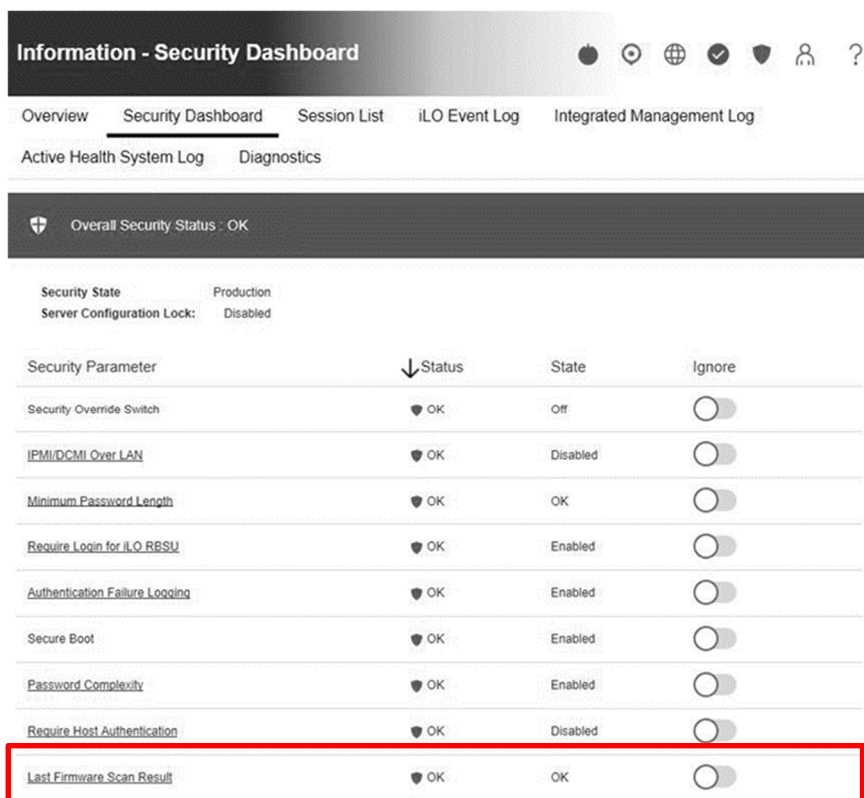 Information - Security Dashboard
?
Overview Security Dashboard Session List iLO Event Log Integrated Management Log
Active Health System Log Diagnostics
Overall Security Status : OK
Security State Production
Server Configuration Lock: Disabled
Security Parameter Status State Ignore
Security Override Switch OK Off
IPMI/DCMI Over LAN OK Disabled
Minimum Password Length OK OK
Require Login for iLO RBSU OK Enabled
Authentication Failure Logging OK Enabled
Secure Boot OK Enabled
Password Complexity OK Enabled
Require Host Authentication OK Disabled
Last Firmware Scan Result OK OK